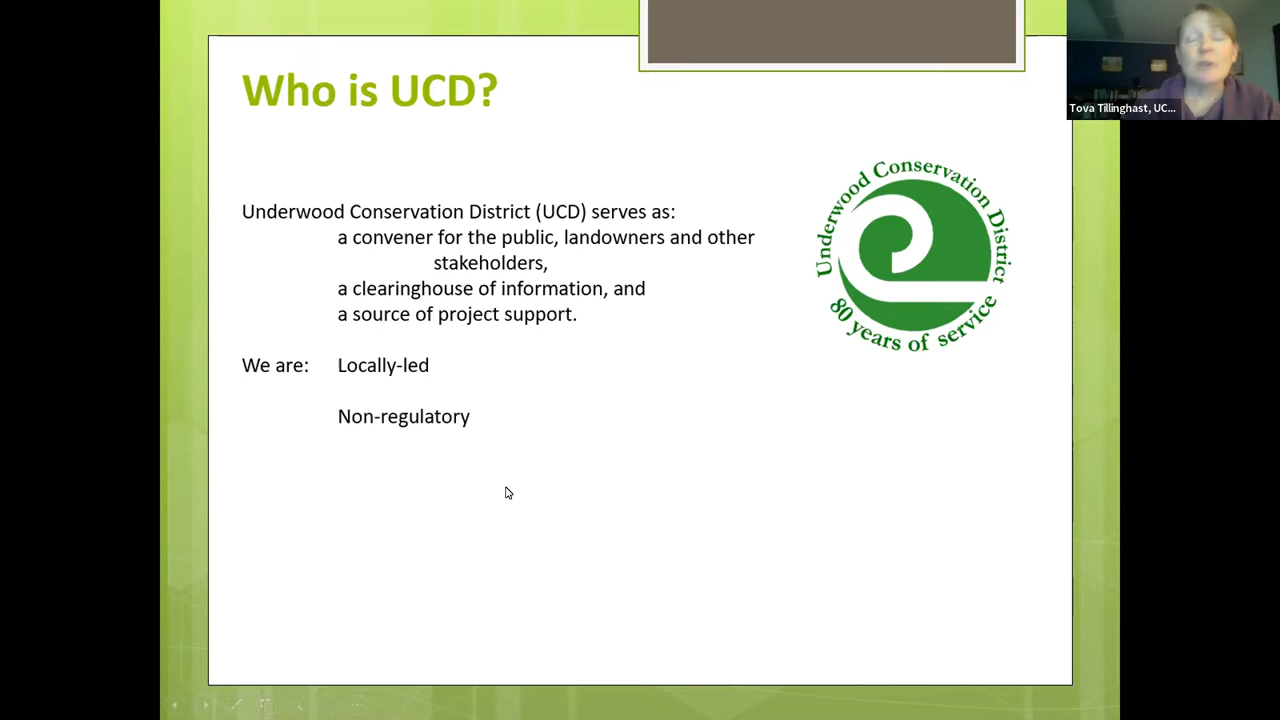 Who is UCD?
Tova Tillinghast, UC...
Underwood Conservation District
80 years of service
Underwood Conservation District (UCD) serves as:
a convener for the public, landowners and other
stakeholders,
a clearinghouse of information, and
a source of project support.
We are: Locally-led
Non-regulatory